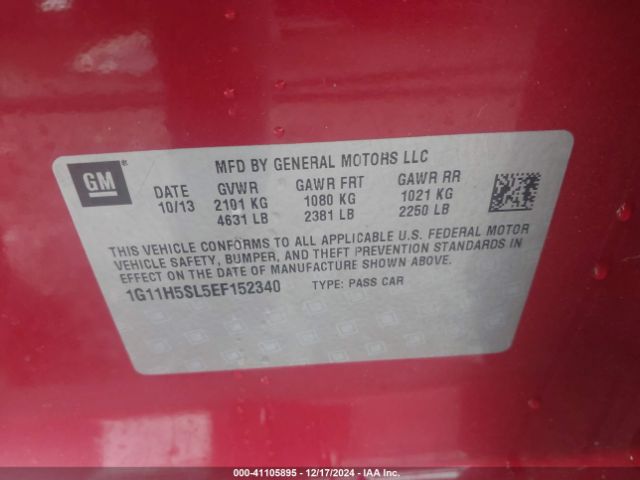 GM
MFD BY GENERAL MOTORS LLC
DATE GVWR GAWR FRT GAWR RR
10/13 2101 KG 1080 KG 1021 KG
4631 LB 2381 LB 2250 LB
THIS VEHICLE CONFORMS TO ALL APPLICABLE U.S. FEDERAL MOTOR
VEHICLE SAFETY, BUMPER, AND THEFT PREVENTION STANDARDS IN
EFFECT ON THE DATE OF MANUFACTURE SHOWN ABOVE.
1G11H5SL5EF152340 TYPE: PASS CAR
000-41105895 - 12/17/2024 - IAA Inc.